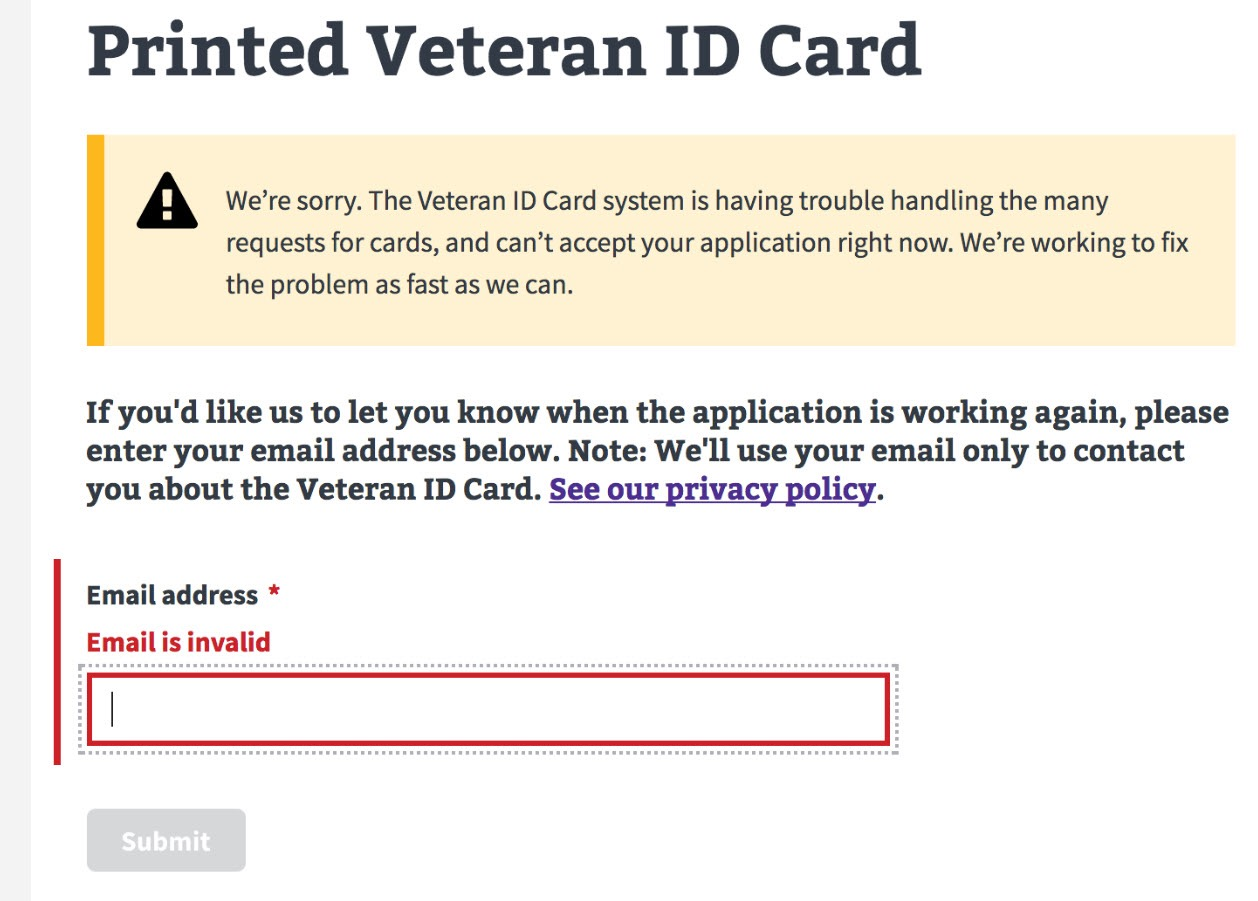 Printed Veteran ID Card
We’re sorry. The Veteran ID Card system is having trouble handling the many
requests for cards, and can’t accept your application right now. We’re working to fix
the problem as fast as we can.
If you'd like us to let you know when the application is working again, please
enter your email address below. Note: We'll use your email only to contact
you about the Veteran ID Card. See our privacy policy.
Email address *
Email is invalid
Submit